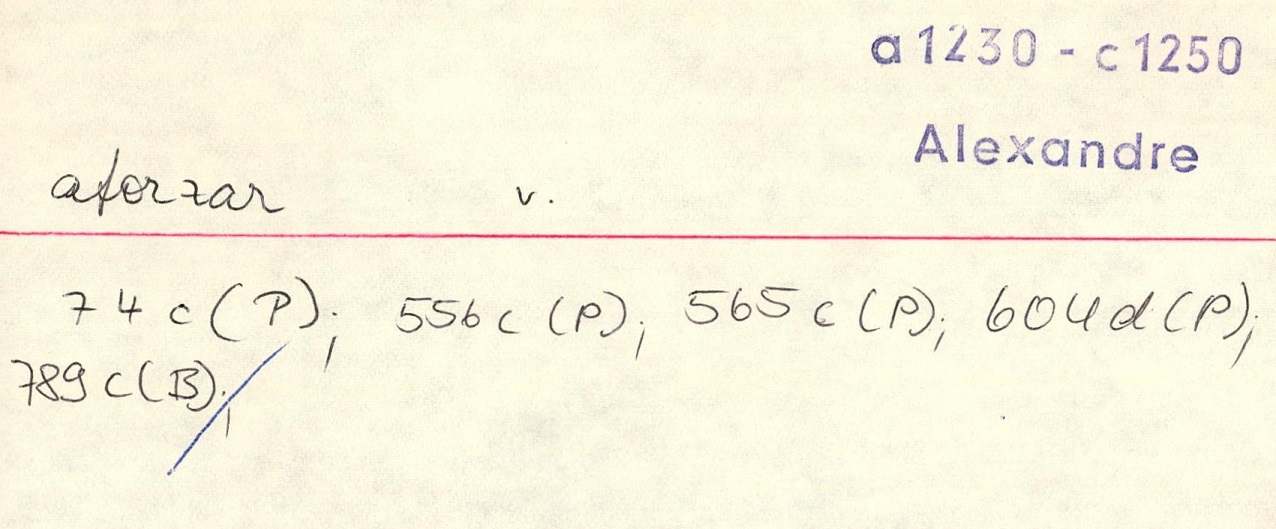 a 1230 - c 1250
Alexandre
aforzar v.
74 c (P); 556 c (P); 565 c (P); 604 d (P);
789 c (B);